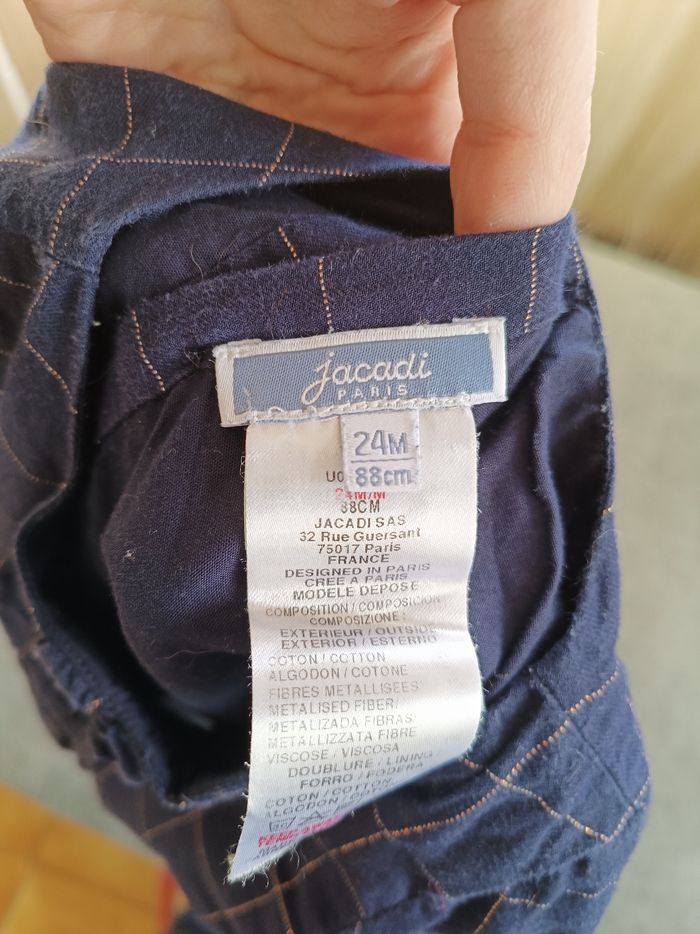 jacadi
PARIS
24M
88cm
24M/M
88CM
JACADI SAS
32 Rue Guersant
75017 Paris
FRANCE
DESIGNED IN PARIS
CREE A PARIS
MODELE DEPOSE
COMPOSITION / COMPOSICION
COMPOSIZIONE:
EXTERIEUR / OUTSIDE
EXTERIOR / ESTERNO
COTON / COTTON
ALGODON / COTONE
FIBRES METALLISEES
METALISED FIBER/
METALIZADA FIBRAS/
METALLIZZATA FIBRE
VISCOSE / VISCOSA
DOUBLURE / LINING
FORRO / FODERA
COTON / COTTON
ALGODON